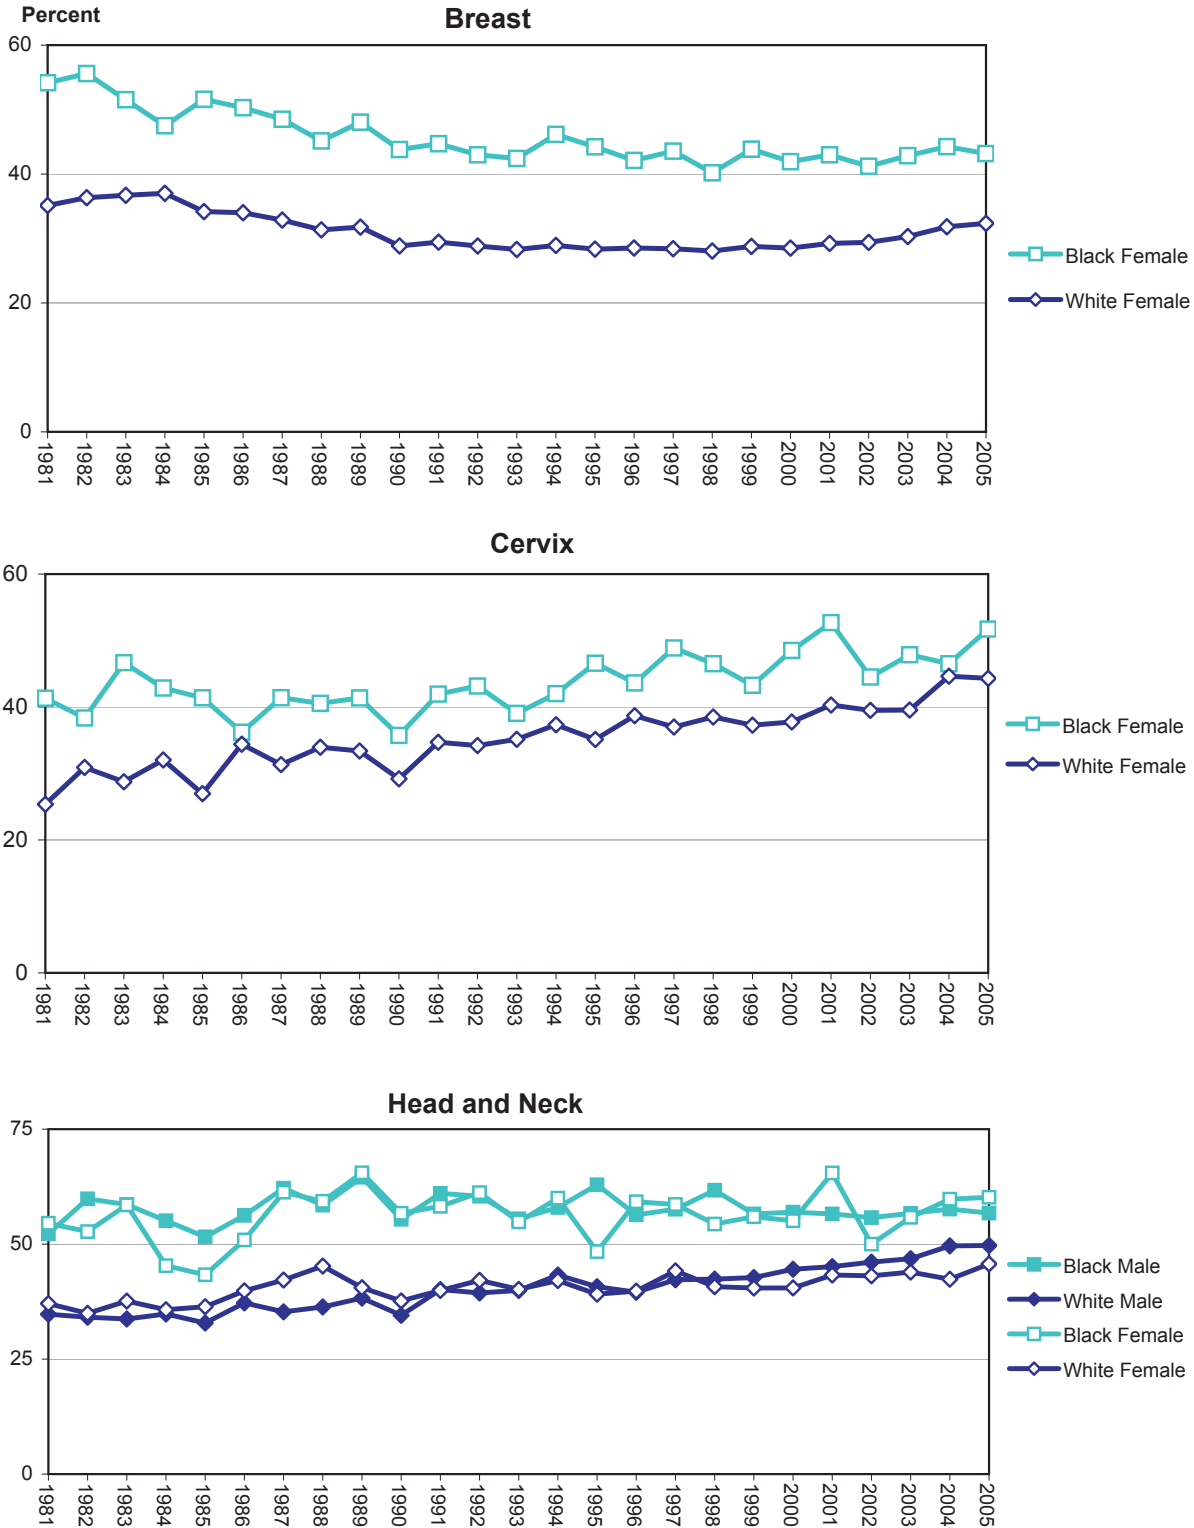 Percent
Breast
60
40
20
0
1981 1982 1983 1984 1985 1986 1987 1988 1989 1990 1991 1992 1993 1994 1995 1996 1997 1998 1999 2000 2001 2002 2003 2004 2005
Black Female
White Female
Cervix
60
40
20
0
1981 1982 1983 1984 1985 1986 1987 1988 1989 1990 1991 1992 1993 1994 1995 1996 1997 1998 1999 2000 2001 2002 2003 2004 2005
Black Female
White Female
Head and Neck
75
50
25
0
1981 1982 1983 1984 1985 1986 1987 1988 1989 1990 1991 1992 1993 1994 1995 1996 1997 1998 1999 2000 2001 2002 2003 2004 2005
Black Male
White Male
Black Female
White Female